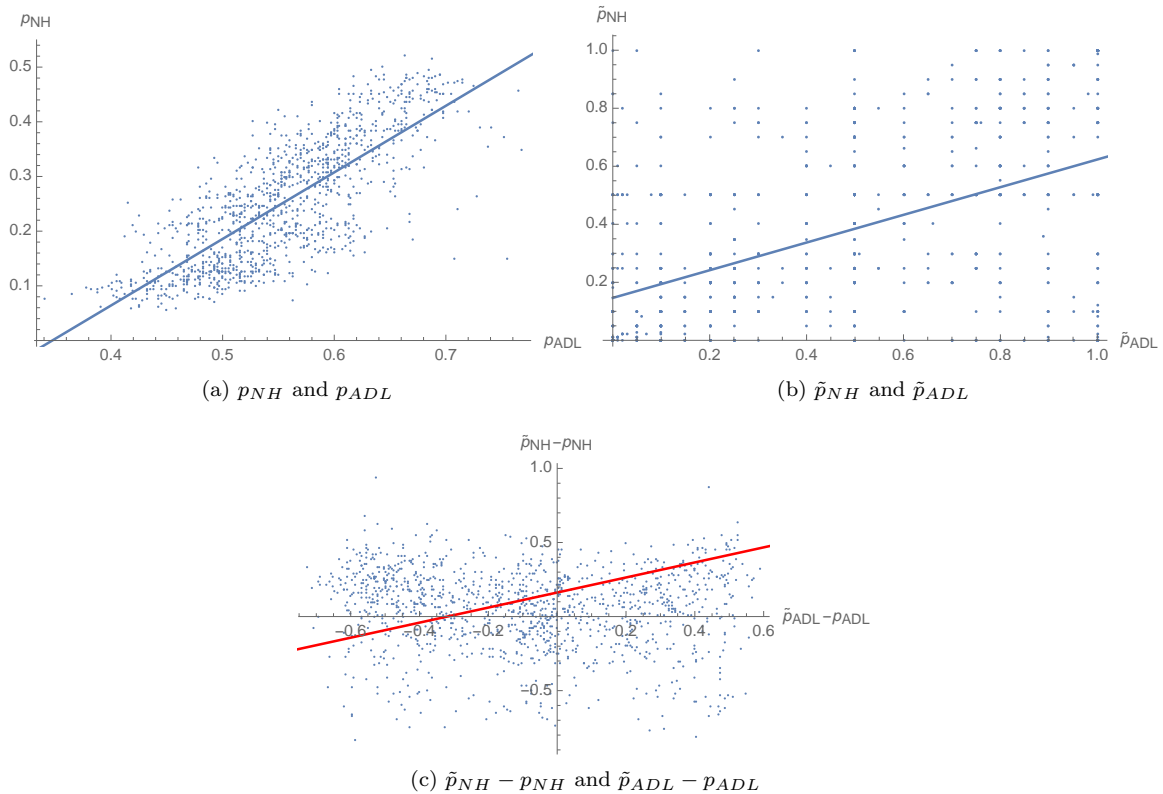 p_NH
0.5
0.4
0.3
0.2
0.1
0.4 0.5 0.6 0.7 p_ADL
(a) p_NH and p_ADL
p̃_NH
1.0
0.8
0.6
0.4
0.2
0.2 0.4 0.6 0.8 1.0 p̃_ADL
(b) p̃_NH and p̃_ADL
p̃_NH−p_NH
1.0
0.5
−0.6 −0.4 −0.2 0.2 0.4 0.6 p̃_ADL−p_ADL
−0.5
(c) p̃_NH − p_NH and p̃_ADL − p_ADL